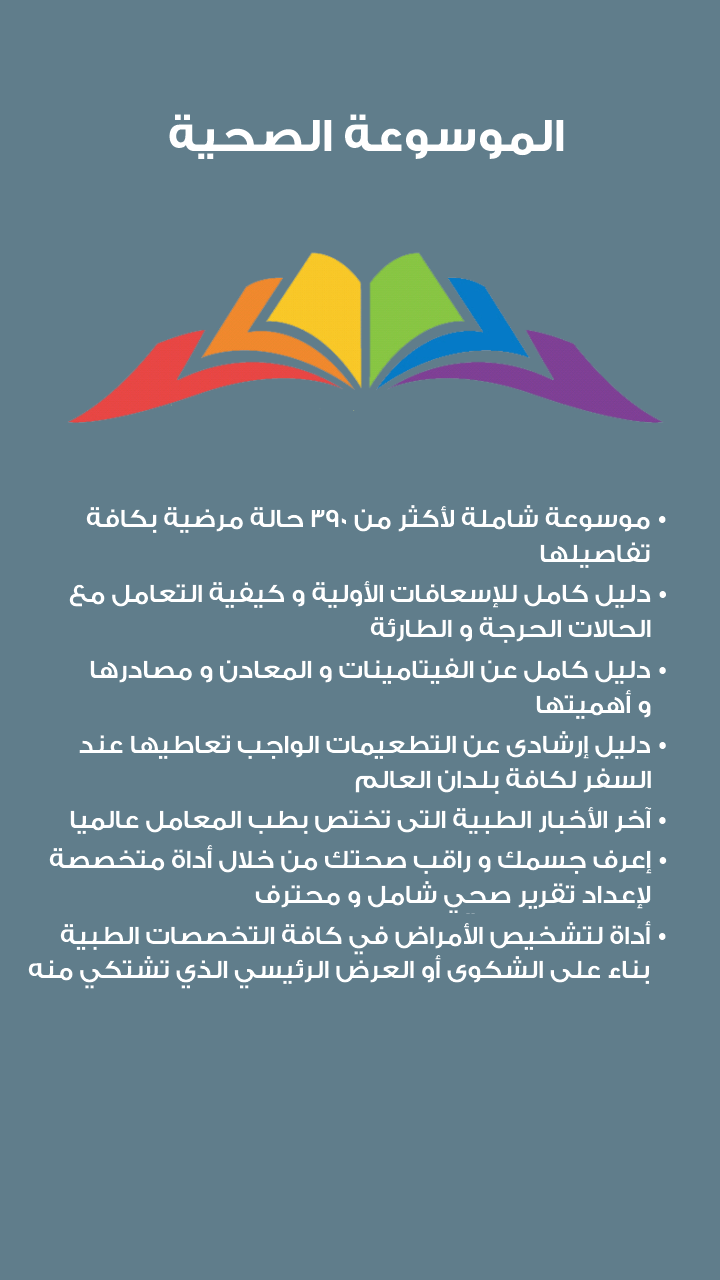 الموسوعة الصحية
• موسوعة شاملة لأكثر من ٣٩٠ حالة مرضية بكافة
تفاصيلها
• دليل كامل للإسعافات الأولية و كيفية التعامل مع
الحالات الحرجة و الطارئة
• دليل كامل عن الفيتامينات و المعادن و مصادرها
و أهميتها
• دليل إرشادى عن التطعيمات الواجب تعاطيها عند
السفر لكافة بلدان العالم
• آخر الأخبار الطبية التى تختص بطب المعامل عالميا
• إعرف جسمك و راقب صحتك من خلال أداة متخصصة
لإعداد تقرير صحي شامل و محترف
• أداة لتشخيص الأمراض في كافة التخصصات الطبية
بناء على الشكوى أو العرض الرئيسي الذي تشتكي منه